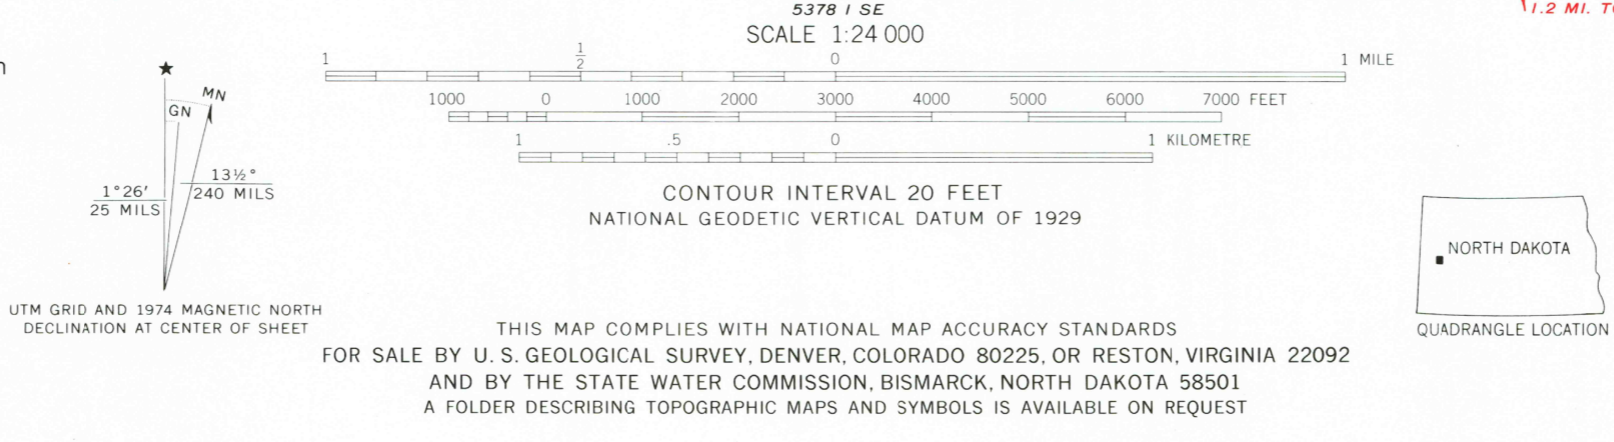 5378 I SE
1.2 MI.
SCALE 1:24 000
1 1/2 0 1 MILE
1000 0 1000 2000 3000 4000 5000 6000 7000 FEET
1 .5 0 1 KILOMETRE
CONTOUR INTERVAL 20 FEET
NATIONAL GEODETIC VERTICAL DATUM OF 1929
★
MN
GN
1°26′
25 MILS
13½°
240 MILS
UTM GRID AND 1974 MAGNETIC NORTH
DECLINATION AT CENTER OF SHEET
NORTH DAKOTA
QUADRANGLE LOCATION
THIS MAP COMPLIES WITH NATIONAL MAP ACCURACY STANDARDS
FOR SALE BY U. S. GEOLOGICAL SURVEY, DENVER, COLORADO 80225, OR RESTON, VIRGINIA 22092
AND BY THE STATE WATER COMMISSION, BISMARCK, NORTH DAKOTA 58501
A FOLDER DESCRIBING TOPOGRAPHIC MAPS AND SYMBOLS IS AVAILABLE ON REQUEST